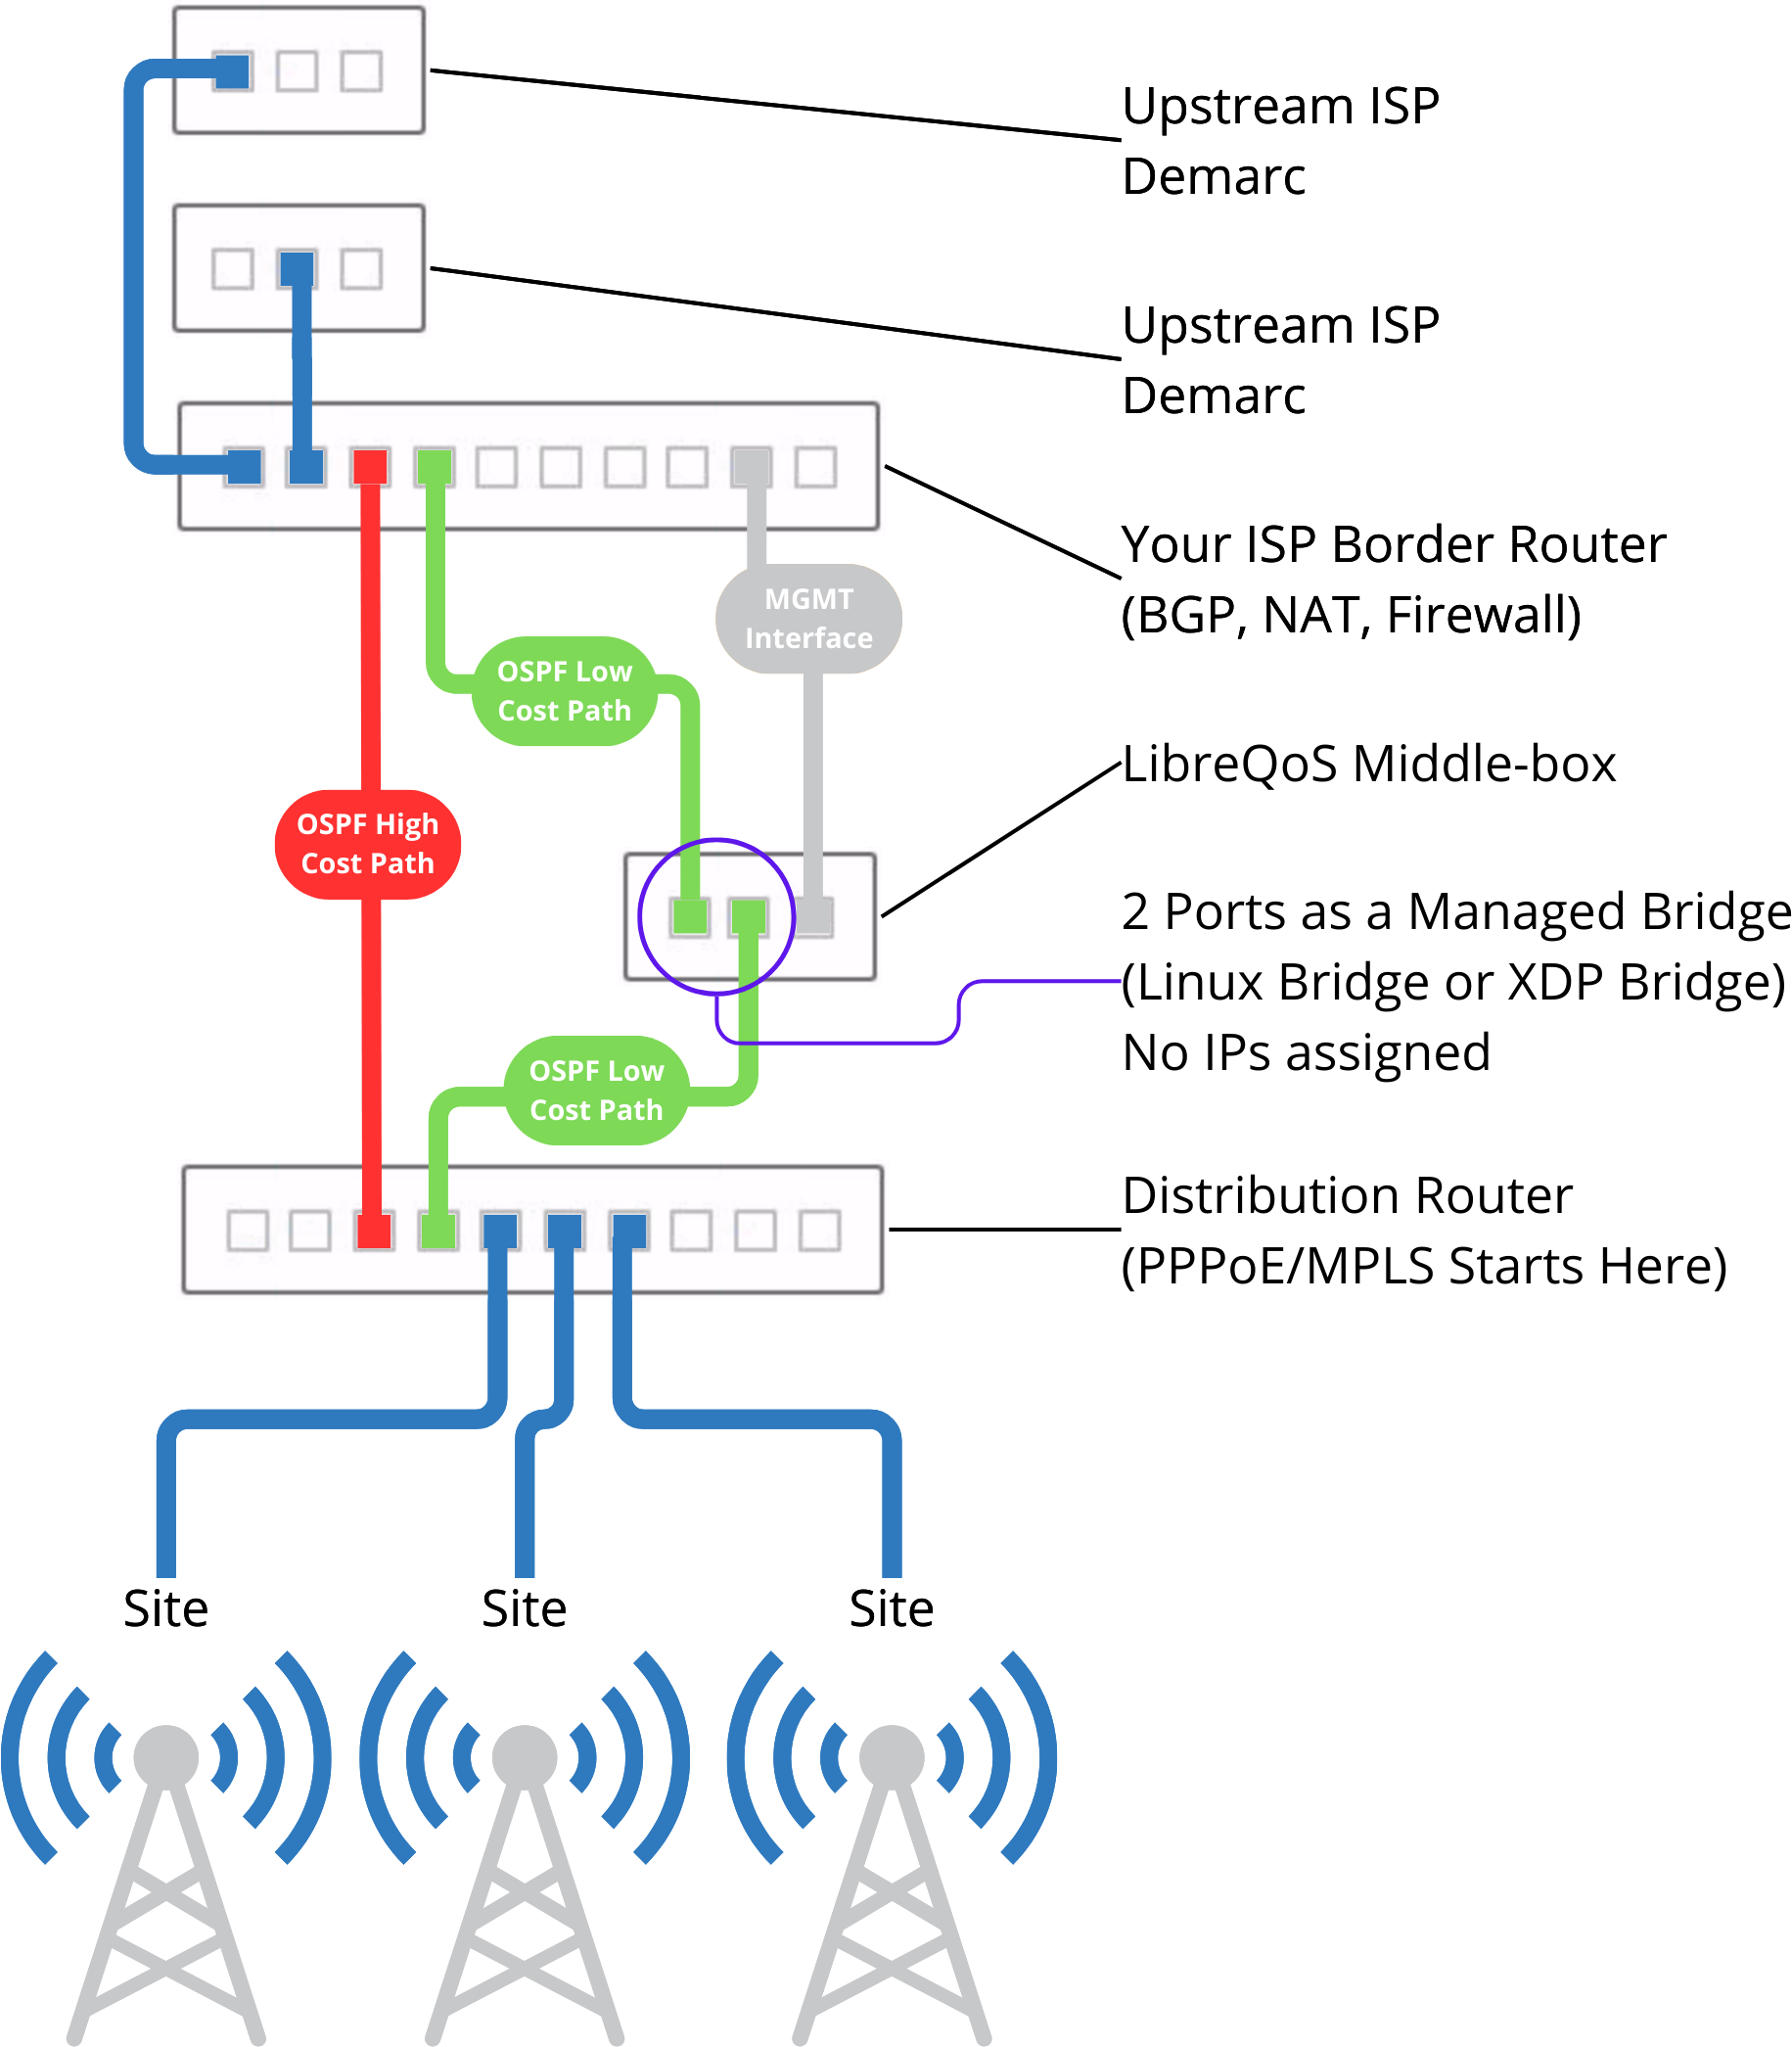 Upstream ISP
Demarc
Upstream ISP
Demarc
Your ISP Border Router
(BGP, NAT, Firewall)
MGMT
Interface
OSPF Low
Cost Path
LibreQoS Middle-box
OSPF High
Cost Path
2 Ports as a Managed Bridge
(Linux Bridge or XDP Bridge)
No IPs assigned
OSPF Low
Cost Path
Distribution Router
(PPPoE/MPLS Starts Here)
Site
Site
Site